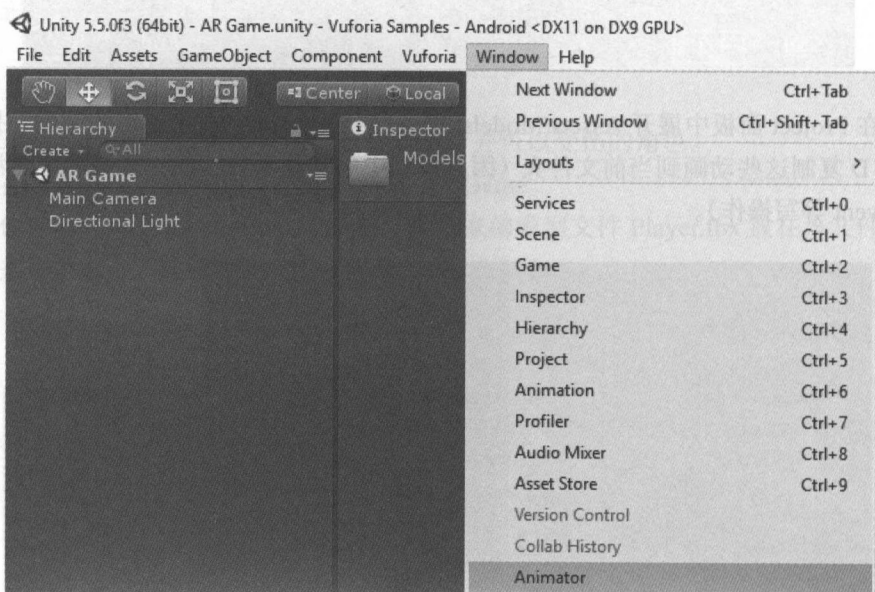 Unity 5.5.0f3 (64bit) - AR Game.unity - Vuforia Samples - Android <DX11 on DX9 GPU>
File Edit Assets GameObject Component Vuforia Window Help
Center Local
Hierarchy
Create All
AR Game
Main Camera
Directional Light
Inspector
Models
Next Window Ctrl+Tab
Previous Window Ctrl+Shift+Tab
Layouts >
Services Ctrl+0
Scene Ctrl+1
Game Ctrl+2
Inspector Ctrl+3
Hierarchy Ctrl+4
Project Ctrl+5
Animation Ctrl+6
Profiler Ctrl+7
Audio Mixer Ctrl+8
Asset Store Ctrl+9
Version Control
Collab History
Animator